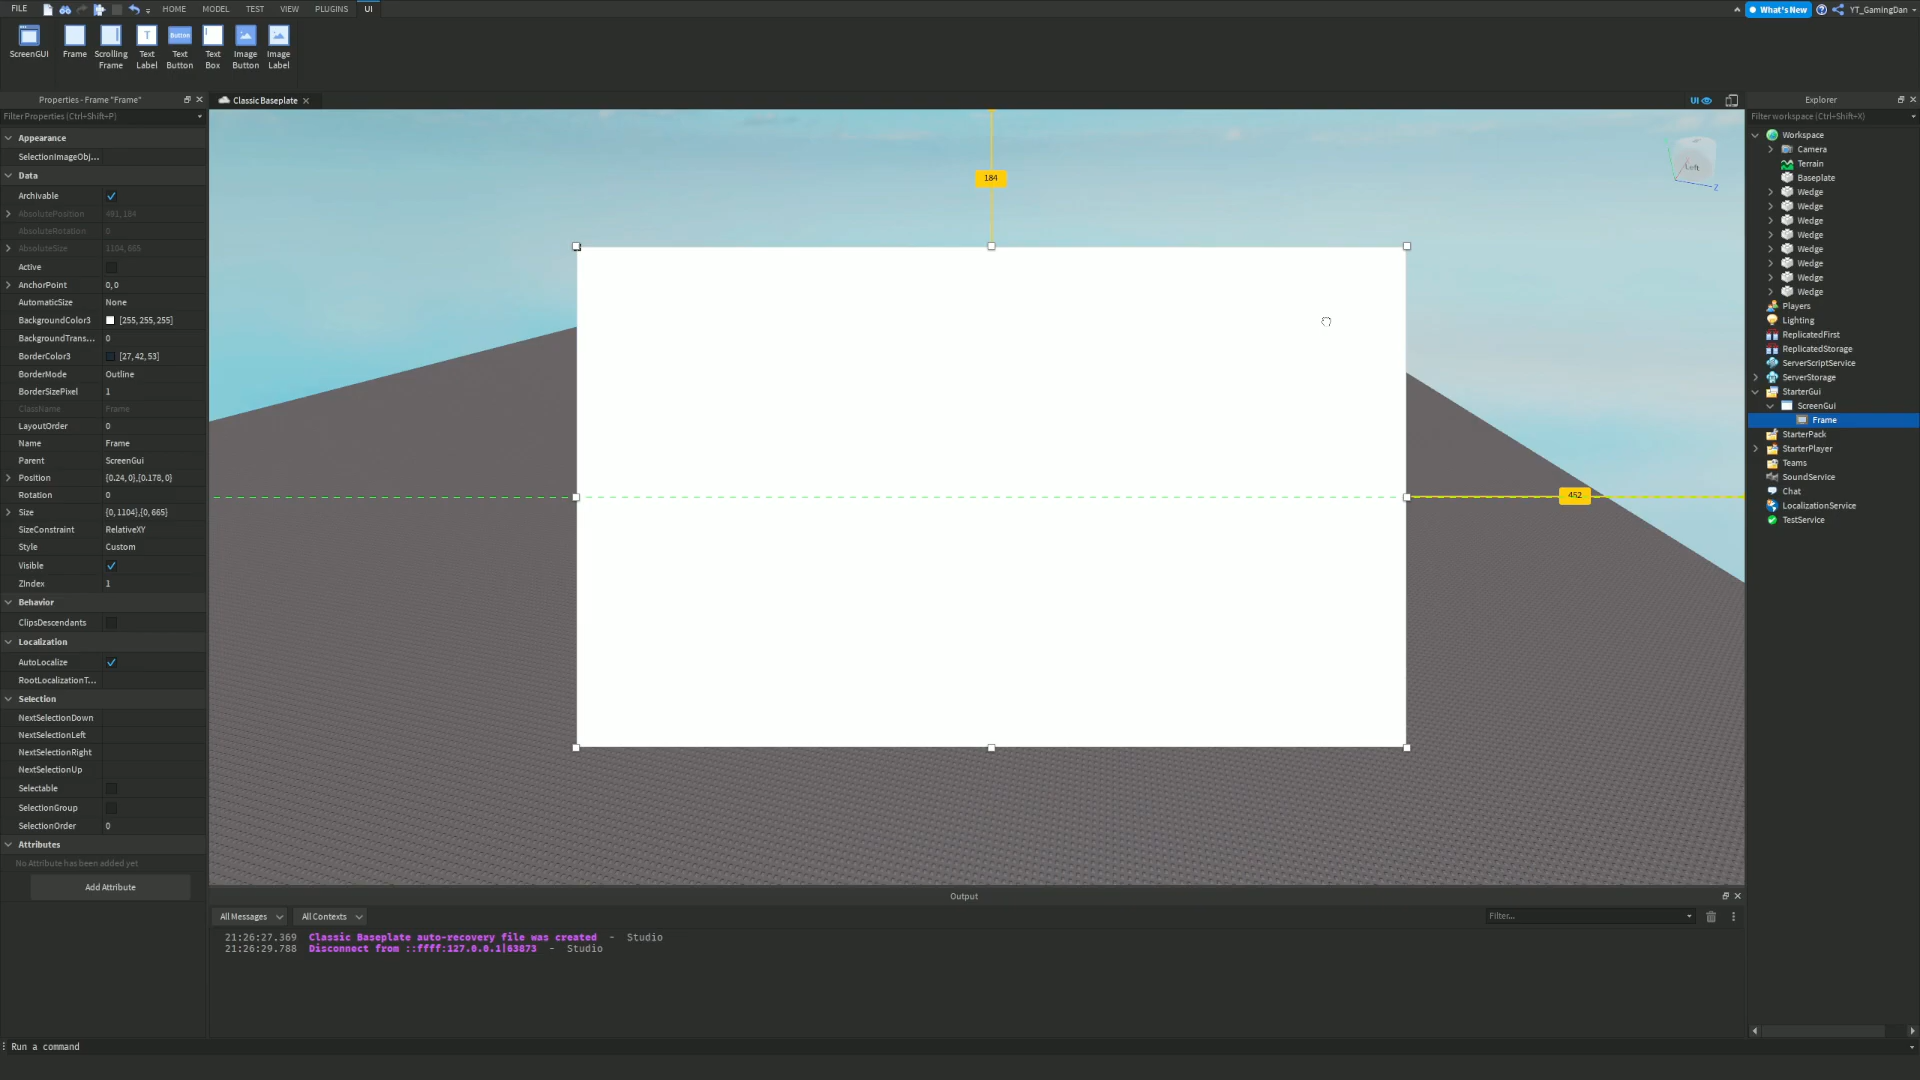 FILE HOME MODEL TEST VIEW PLUGINS UI What's New YT_GamingDan
ScreenGUI Frame Scrolling Frame Text Label Text Button Text Box Image Button Image Label
Properties - Frame "Frame"
Classic Baseplate
UI
Explorer
Filter Properties (Ctrl+Shift+P)
Filter workspace (Ctrl+Shift+X)
Appearance
SelectionImageObj...
Data
Archivable
AbsolutePosition 491, 184
AbsoluteRotation 0
AbsoluteSize 1104, 665
Active
AnchorPoint 0, 0
AutomaticSize None
BackgroundColor3 [255, 255, 255]
BackgroundTrans... 0
BorderColor3 [27, 42, 53]
BorderMode Outline
BorderSizePixel 1
ClassName Frame
LayoutOrder 0
Name Frame
Parent ScreenGui
Position {0.24, 0},{0.178, 0}
Rotation 0
Size {0, 1104},{0, 665}
SizeConstraint RelativeXY
Style Custom
Visible
ZIndex 1
Behavior
ClipsDescendants
Localization
AutoLocalize
RootLocalizationT...
Selection
NextSelectionDown
NextSelectionLeft
NextSelectionRight
NextSelectionUp
Selectable
SelectionGroup
SelectionOrder 0
Attributes
No Attribute has been added yet
Add Attribute
184
Left
Z
452
Workspace
Camera
Terrain
Baseplate
Wedge
Wedge
Wedge
Wedge
Wedge
Wedge
Wedge
Wedge
Players
Lighting
ReplicatedFirst
ReplicatedStorage
ServerScriptService
ServerStorage
StarterGui
ScreenGui
Frame
StarterPack
StarterPlayer
Teams
SoundService
Chat
LocalizationService
TestService
Output
All Messages All Contexts Filter...
21:26:27.369 Classic Baseplate auto-recovery file was created - Studio
21:26:29.788 Disconnect from ::ffff:127.0.0.1|63873 - Studio
Run a command